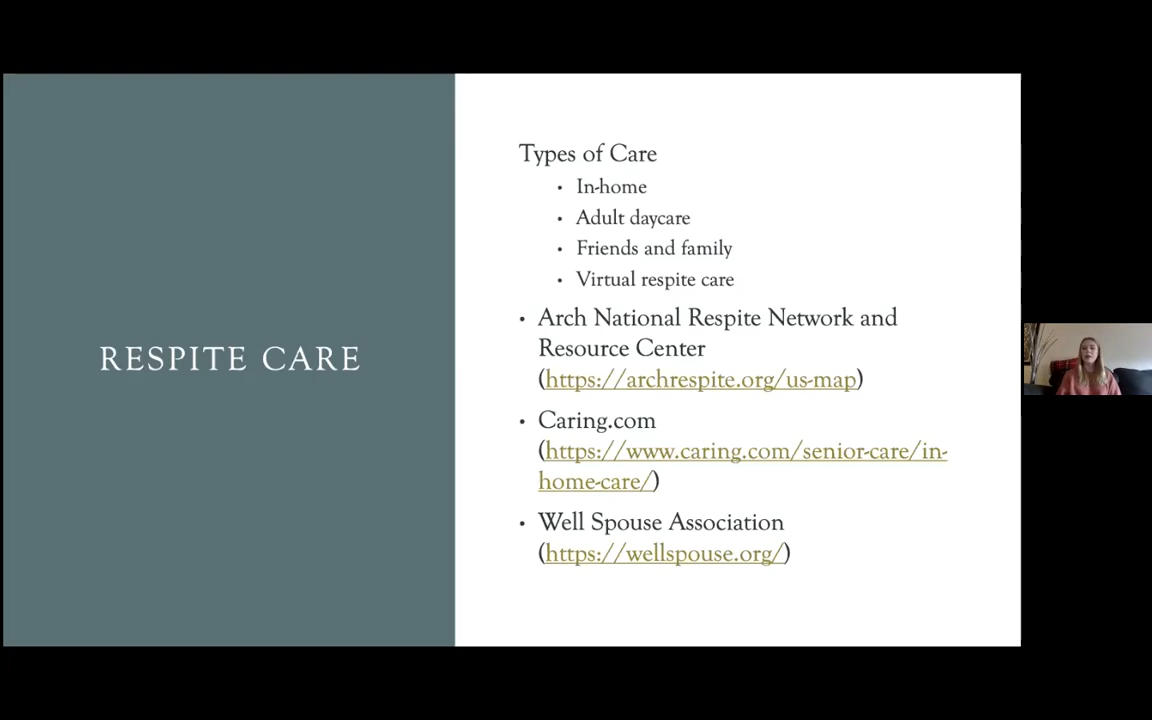 RESPITE CARE
Types of Care
• In-home
• Adult daycare
• Friends and family
• Virtual respite care
• Arch National Respite Network and
Resource Center
(https://archrespite.org/us-map)
• Caring.com
(https://www.caring.com/senior-care/in-
home-care/)
• Well Spouse Association
(https://wellspouse.org/)